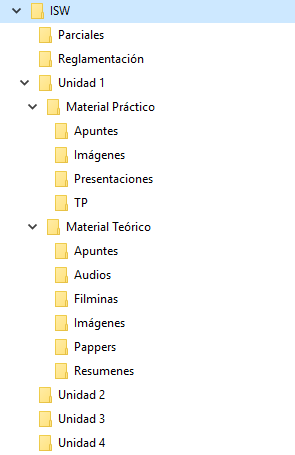 ISW
Parciales
Reglamentación
Unidad 1
Material Práctico
Apuntes
Imágenes
Presentaciones
TP
Material Teórico
Apuntes
Audios
Filminas
Imágenes
Pappers
Resumenes
Unidad 2
Unidad 3
Unidad 4